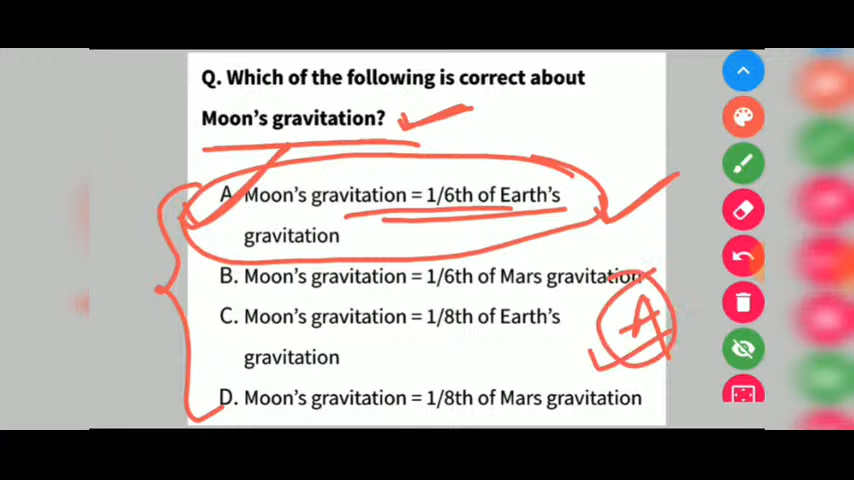 Q. Which of the following is correct about
Moon's gravitation?
A. Moon's gravitation = 1/6th of Earth's
gravitation
B. Moon's gravitation = 1/6th of Mars gravitation
C. Moon's gravitation = 1/8th of Earth's
gravitation
A
D. Moon's gravitation = 1/8th of Mars gravitation